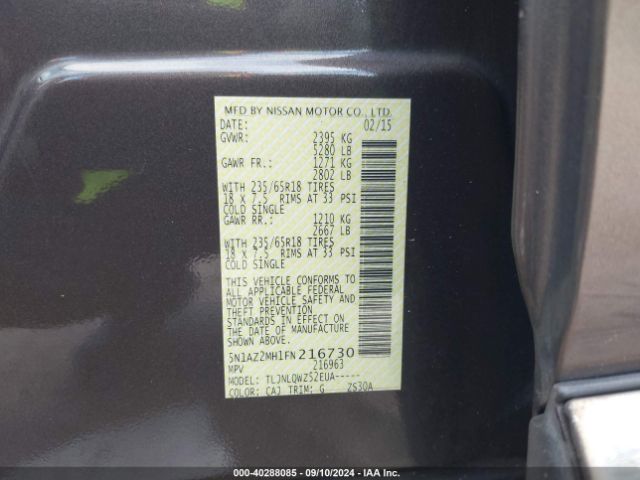 MFD BY NISSAN MOTOR CO., LTD.
DATE: 02/15
GVWR: 2395 KG
5280 LB
GAWR FR.: 1271 KG
2802 LB
WITH 235/65R18 TIRES
18 X 7.5 RIMS AT 33 PSI
COLD SINGLE
GAWR RR.: 1210 KG
2667 LB
WITH 235/65R18 TIRES
18 X 7.5 RIMS AT 33 PSI
COLD SINGLE
THIS VEHICLE CONFORMS TO
ALL APPLICABLE FEDERAL
MOTOR VEHICLE SAFETY AND
THEFT PREVENTION
STANDARDS IN EFFECT ON
THE DATE OF MANUFACTURE
SHOWN ABOVE.
5N1AZ2MH1FN216730
MPV 216963
MODEL: TLJNLQWZ52EUA-----
COLOR: CAJ TRIM: G ZS30A
000-40288085 - 09/10/2024 - IAA Inc.